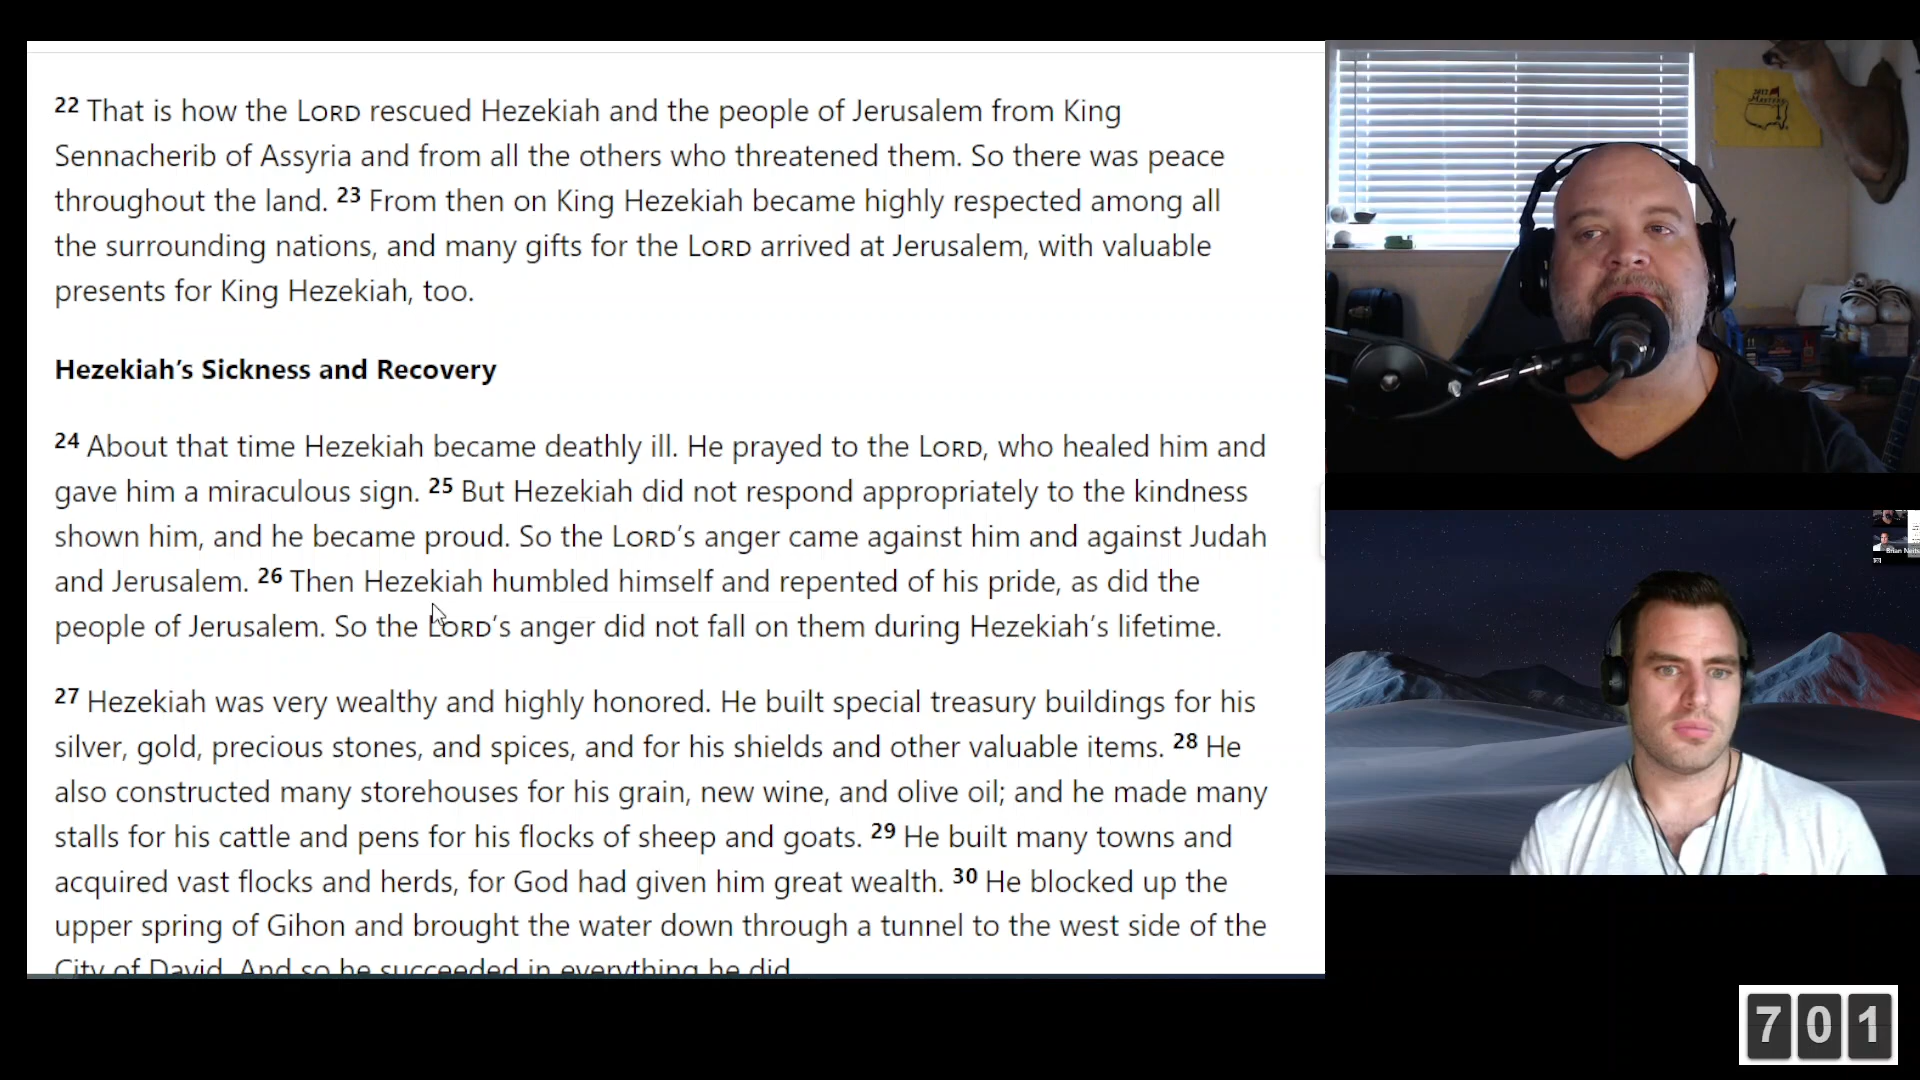 22 That is how the LORD rescued Hezekiah and the people of Jerusalem from King
Sennacherib of Assyria and from all the others who threatened them. So there was peace
throughout the land. 23 From then on King Hezekiah became highly respected among all
the surrounding nations, and many gifts for the LORD arrived at Jerusalem, with valuable
presents for King Hezekiah, too.
Hezekiah’s Sickness and Recovery
24 About that time Hezekiah became deathly ill. He prayed to the LORD, who healed him and
gave him a miraculous sign. 25 But Hezekiah did not respond appropriately to the kindness
shown him, and he became proud. So the LORD’s anger came against him and against Judah
and Jerusalem. 26 Then Hezekiah humbled himself and repented of his pride, as did the
people of Jerusalem. So the LORD’s anger did not fall on them during Hezekiah’s lifetime.
27 Hezekiah was very wealthy and highly honored. He built special treasury buildings for his
silver, gold, precious stones, and spices, and for his shields and other valuable items. 28 He
also constructed many storehouses for his grain, new wine, and olive oil; and he made many
stalls for his cattle and pens for his flocks of sheep and goats. 29 He built many towns and
acquired vast flocks and herds, for God had given him great wealth. 30 He blocked up the
upper spring of Gihon and brought the water down through a tunnel to the west side of the
City of David. And so he succeeded in everything he did.
Masters
Brian
701